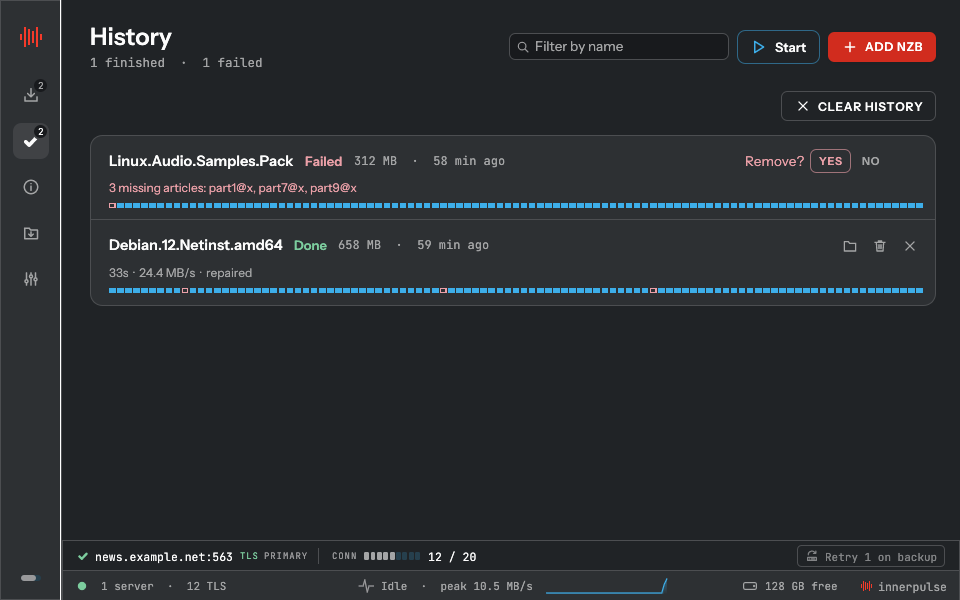 2
2
History
1 finished · 1 failed
Filter by name
Start
ADD NZB
CLEAR HISTORY
Linux.Audio.Samples.Pack Failed 312 MB · 58 min ago
Remove? YES NO
3 missing articles: part1@x, part7@x, part9@x
Debian.12.Netinst.amd64 Done 658 MB · 59 min ago
33s · 24.4 MB/s · repaired
news.example.net:563 TLS PRIMARY CONN 12 / 20
Retry 1 on backup
1 server · 12 TLS
Idle · peak 10.5 MB/s
128 GB free
innerpulse